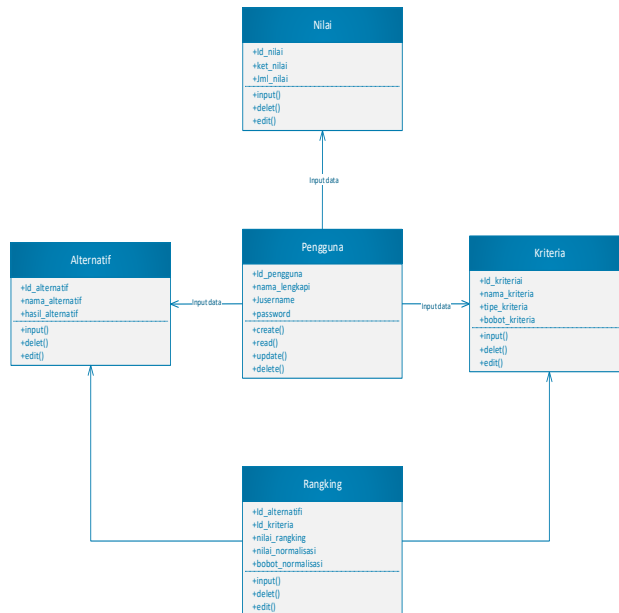 Nilai
+Id_nilai
+ket_nilai
+Jml_nilai
+input()
+delet()
+edit()
Input data
Alternatif
+Id_alternatif
+nama_alternatif
+hasil_alternatif
+input()
+delet()
+edit()
Input data
Pengguna
+Id_pengguna
+nama_lengkapi
+Jusername
+password
+create()
+read()
+update()
+delete()
Input data
Kriteria
+Id_kriteriai
+nama_kriteria
+tipe_kriteria
+bobot_kriteria
+input()
+delet()
+edit()
Rangking
+Id_alternatifi
+Id_kriteria
+nilai_rangking
+nilai_normalisasi
+bobot_normalisasi
+input()
+delet()
+edit()